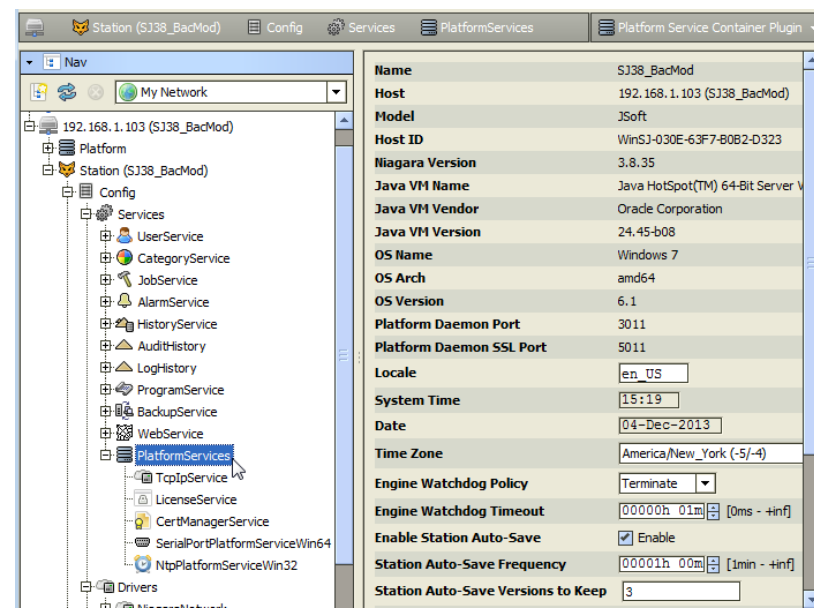 Station (SJ38_BacMod) Config Services PlatformServices Platform Service Container Plugin
Nav
My Network
192.168.1.103 (SJ38_BacMod)
Platform
Station (SJ38_BacMod)
Config
Services
UserService
CategoryService
JobService
AlarmService
HistoryService
AuditHistory
LogHistory
ProgramService
BackupService
WebService
PlatformServices
TcpIpService
LicenseService
CertManagerService
SerialPortPlatformServiceWin64
NtpPlatformServiceWin32
Drivers
NiagaraNetwork
Name SJ38_BacMod
Host 192.168.1.103 (SJ38_BacMod)
Model JSoft
Host ID WinSJ-030E-63F7-B0B2-D323
Niagara Version 3.8.35
Java VM Name Java HotSpot(TM) 64-Bit Server V
Java VM Vendor Oracle Corporation
Java VM Version 24.45-b08
OS Name Windows 7
OS Arch amd64
OS Version 6.1
Platform Daemon Port 3011
Platform Daemon SSL Port 5011
Locale en_US
System Time 15:19
Date 04-Dec-2013
Time Zone America/New_York (-5/-4)
Engine Watchdog Policy Terminate
Engine Watchdog Timeout 00000h 01m [0ms - +inf]
Enable Station Auto-Save Enable
Station Auto-Save Frequency 00001h 00m [1min - +inf]
Station Auto-Save Versions to Keep 3